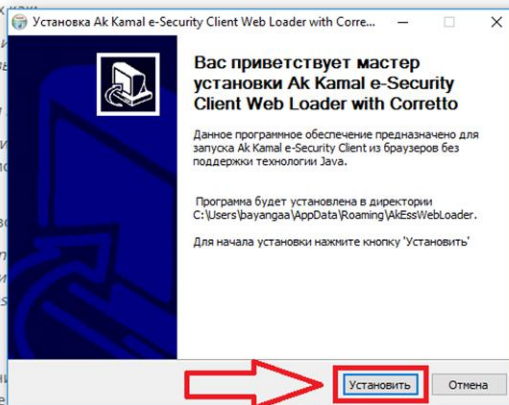 Установка Ak Kamal e-Security Client Web Loader with Corre...
Вас приветствует мастер
установки Ak Kamal e-Security
Client Web Loader with Corretto
Данное программное обеспечение предназначено для
запуска Ak Kamal e-Security Client из браузеров без
поддержки технологии Java.
Программа будет установлена в директории
C:\Users\bayangaa\AppData\Roaming\AkEssWebLoader.
Для начала установки нажмите кнопку 'Установить'
Установить
Отмена